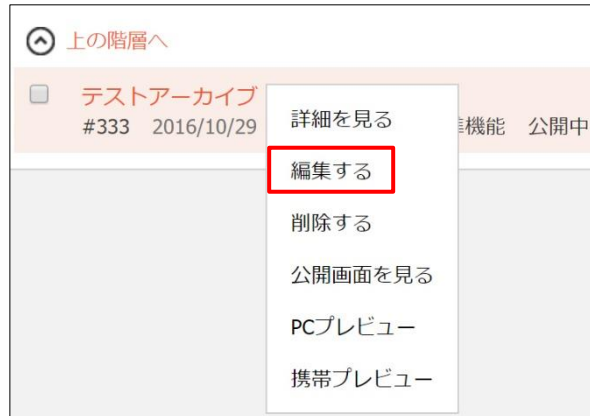 上の階層へ
テストアーカイブ
#333 2016/10/29 機能 公開中
詳細を見る
編集する
削除する
公開画面を見る
PCプレビュー
携帯プレビュー